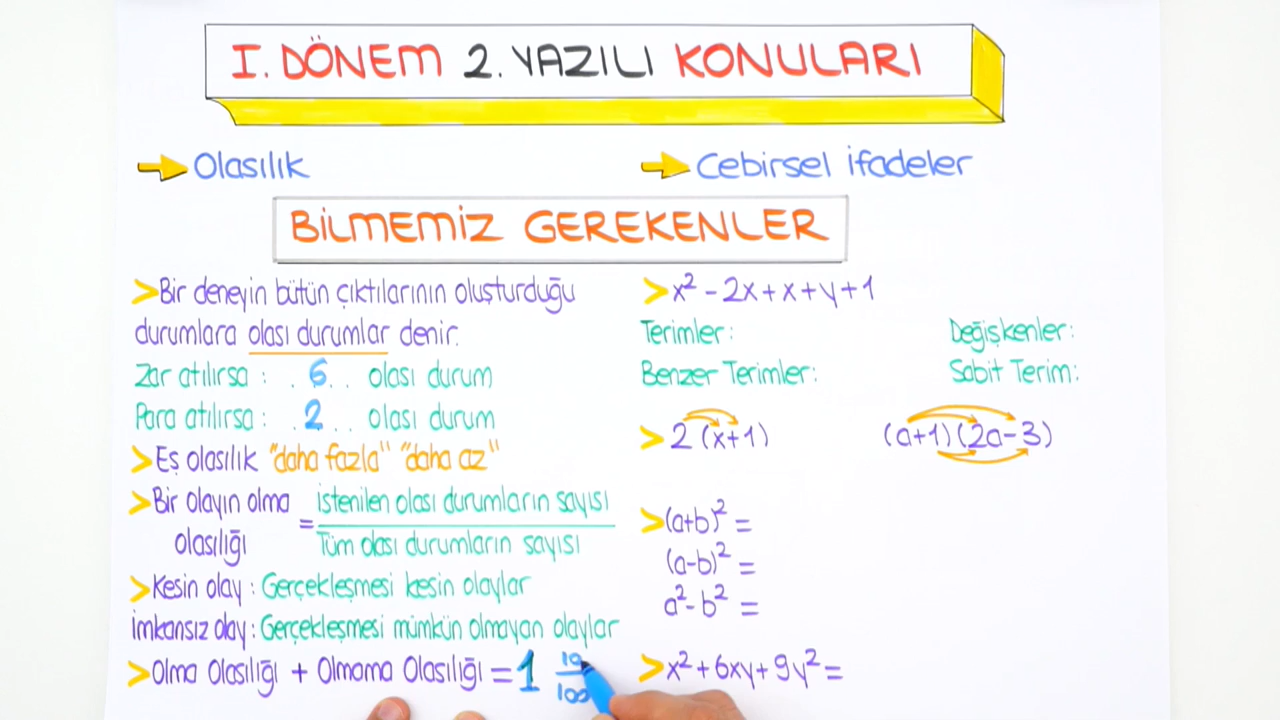 I. DÖNEM 2. YAZILI KONULARI
Olasılık
Cebirsel İfadeler
BİLMEMİZ GEREKENLER
>Bir deneyin bütün çıktılarının oluşturduğu
durumlara olası durumlar denir.
Zar atılırsa : . 6 . . olası durum
Para atılırsa : . 2 . . olası durum
>Eş olasılık "daha fazla" "daha az"
>Bir olayın olma olasılığı = istenilen olası durumların sayısı
Tüm olası durumların sayısı
>Kesin olay : Gerçekleşmesi kesin olaylar
İmkansız olay : Gerçekleşmesi mümkün olmayan olaylar
>Olma Olasılığı + Olmama Olasılığı = 1
10
100
>x² - 2x + x + y + 1
Terimler :
Değişkenler :
Benzer Terimler :
Sabit Terim :
>2 (x+1)
(a+1) (2a-3)
>(a+b)² =
(a-b)² =
a² - b² =
>x² + 6xy + 9y² =